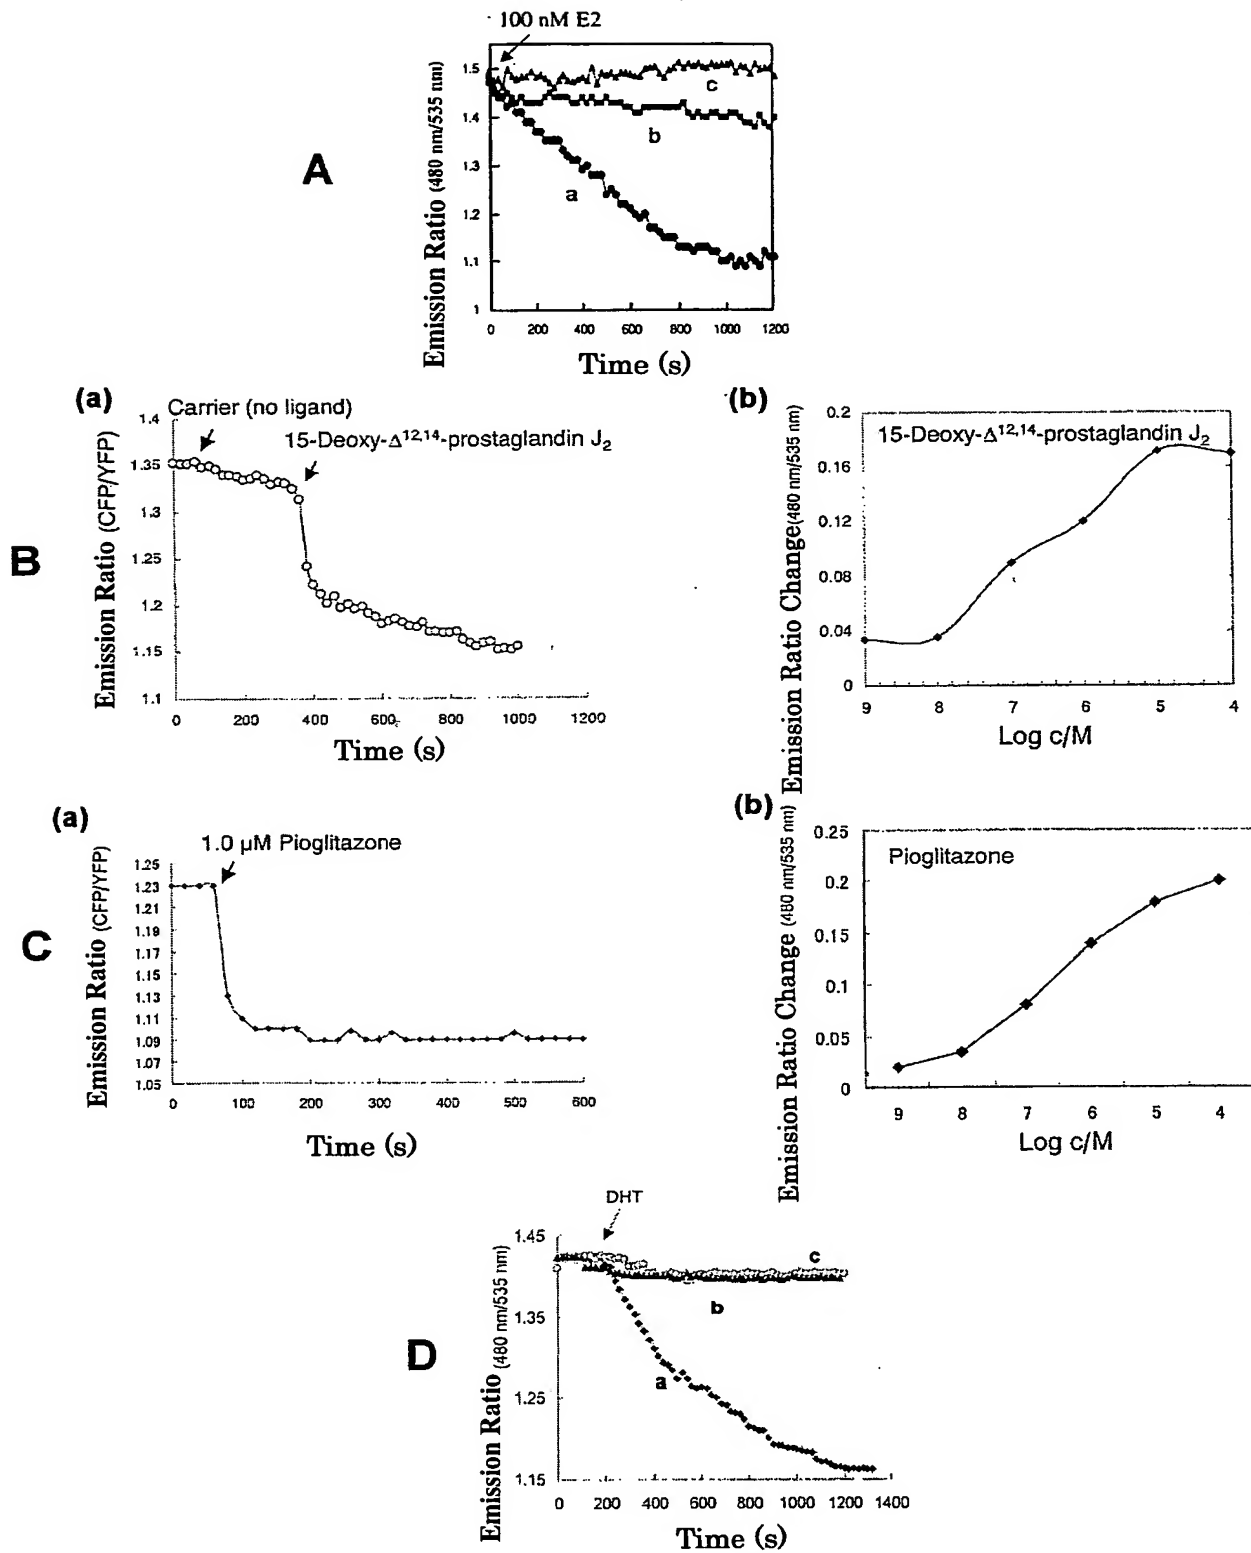 100 nM E2
A
Emission Ratio (480 nm/535 nm)
1.5
1.4
1.3
1.2
1.1
1
c
b
a
0 200 400 600 800 1000 1200
Time (s)
B
(a)
Carrier (no ligand)
15-Deoxy-Δ12,14-prostaglandin J2
Emission Ratio (CFP/YFP)
1.4
1.35
1.3
1.25
1.2
1.15
1.1
0 200 400 600 800 1000 1200
Time (s)
(b)
15-Deoxy-Δ12,14-prostaglandin J2
Emission Ratio Change (480 nm/535 nm)
0.2
0.16
0.12
0.08
0.04
0
9 8 7 6 5 4
Log c/M
C
(a)
1.0 µM Pioglitazone
Emission Ratio (CFP/YFP)
1.25
1.23
1.21
1.19
1.17
1.15
1.13
1.11
1.09
1.07
1.05
0 100 200 300 400 500 600
Time (s)
(b)
Pioglitazone
Emission Ratio Change (480 nm/535 nm)
0.25
0.2
0.15
0.1
0.05
0
9 8 7 6 5 4
Log c/M
D
DHT
Emission Ratio (480 nm/535 nm)
1.45
1.35
1.25
1.15
c
b
a
0 200 400 600 800 1000 1200 1400
Time (s)